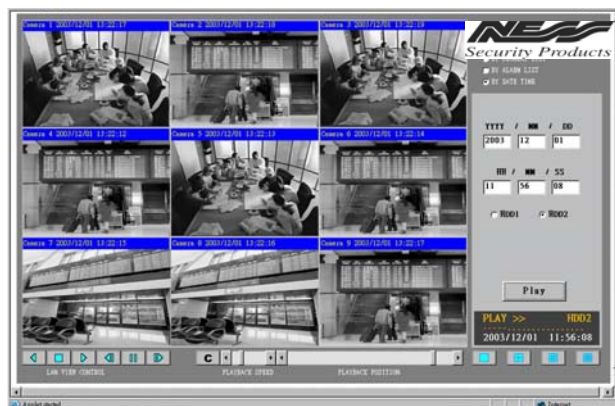 Camera 1 2003/12/01 13:22:17
Camera 2 2003/12/01 13:22:18
Camera 3 2003/12/01 13:22:19
NESS
Security Products
BY ALARM LIST
BY DATE TIME
YYYY / MM / DD
2003 12 01
HH / MM / SS
11 56 08
HDD1 HDD2
Camera 4 2003/12/01 13:22:12
Camera 5 2003/12/01 13:22:13
Camera 6 2003/12/01 13:22:14
Camera 7 2003/12/01 13:22:15
Camera 8 2003/12/01 13:22:16
Camera 9 2003/12/01 13:22:17
Play
PLAY >> HDD2
2003/12/01 11:56:08
C
LAN VIEW CONTROL
PLAYBACK SPEED
PLAYBACK POSITION
Applet started
Internet